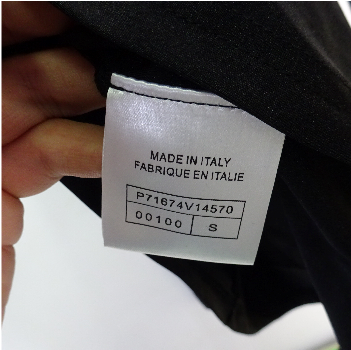 MADE IN ITALY
FABRIQUE EN ITALIE
P71674V14570
00100 S